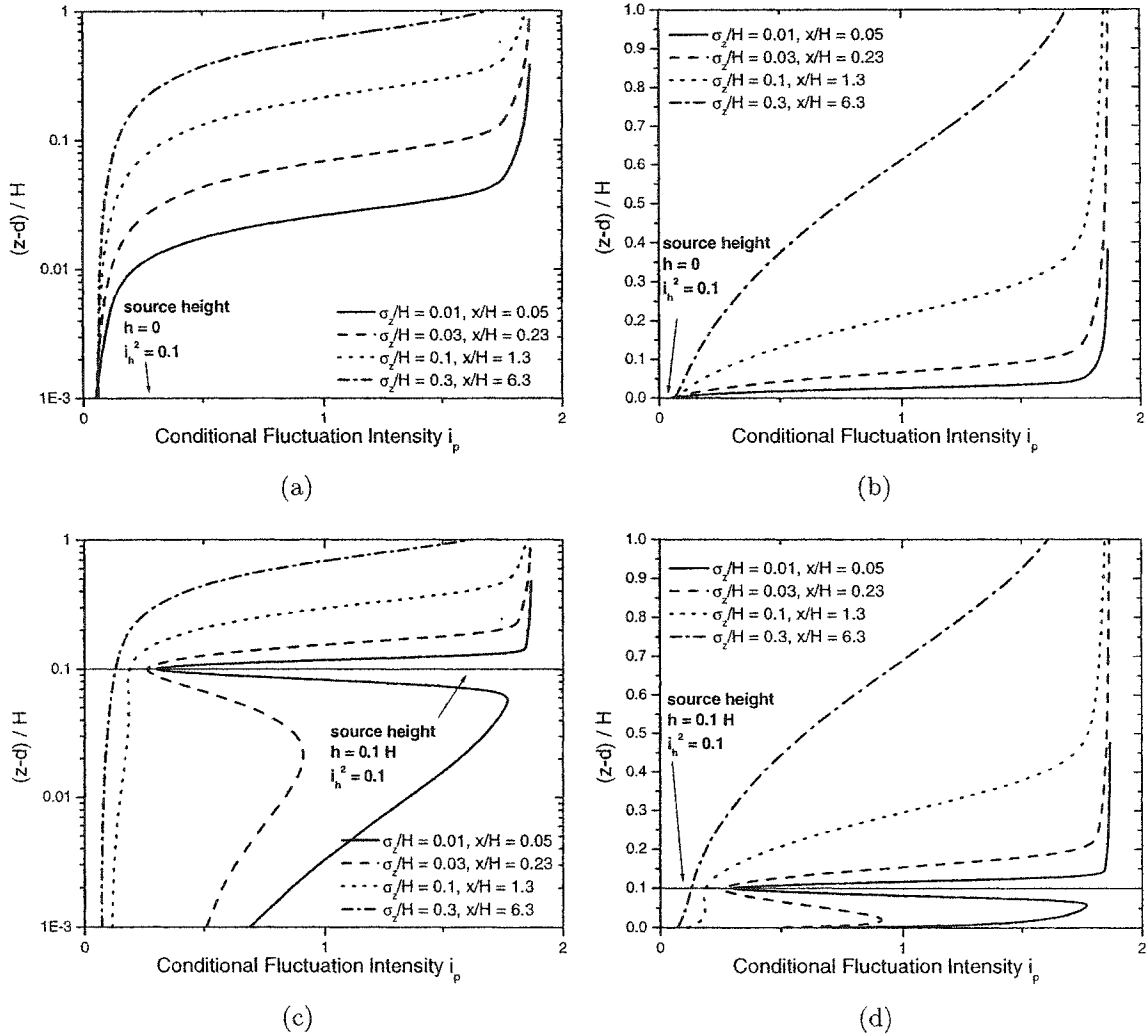 (z-d) / H
1
0.1
0.01
1E-3
source height
h = 0
i_h^2 = 0.1
σ_z/H = 0.01, x/H = 0.05
σ_z/H = 0.03, x/H = 0.23
σ_z/H = 0.1, x/H = 1.3
σ_z/H = 0.3, x/H = 6.3
0 1 2
Conditional Fluctuation Intensity i_p
(a)
(z-d) / H
1.0
0.9
0.8
0.7
0.6
0.5
0.4
0.3
0.2
0.1
0.0
σ_z/H = 0.01, x/H = 0.05
σ_z/H = 0.03, x/H = 0.23
σ_z/H = 0.1, x/H = 1.3
σ_z/H = 0.3, x/H = 6.3
source height
h = 0
i_h^2 = 0.1
0 1 2
Conditional Fluctuation Intensity i_p
(b)
(z-d) / H
1
0.1
0.01
1E-3
source height
h = 0.1 H
i_h^2 = 0.1
σ_z/H = 0.01, x/H = 0.05
σ_z/H = 0.03, x/H = 0.23
σ_z/H = 0.1, x/H = 1.3
σ_z/H = 0.3, x/H = 6.3
0 1 2
Conditional Fluctuation Intensity i_p
(c)
(z-d) / H
1.0
0.9
0.8
0.7
0.6
0.5
0.4
0.3
0.2
0.1
0.0
σ_z/H = 0.01, x/H = 0.05
σ_z/H = 0.03, x/H = 0.23
σ_z/H = 0.1, x/H = 1.3
σ_z/H = 0.3, x/H = 6.3
source height
h = 0.1 H
i_h^2 = 0.1
0 1 2
Conditional Fluctuation Intensity i_p
(d)